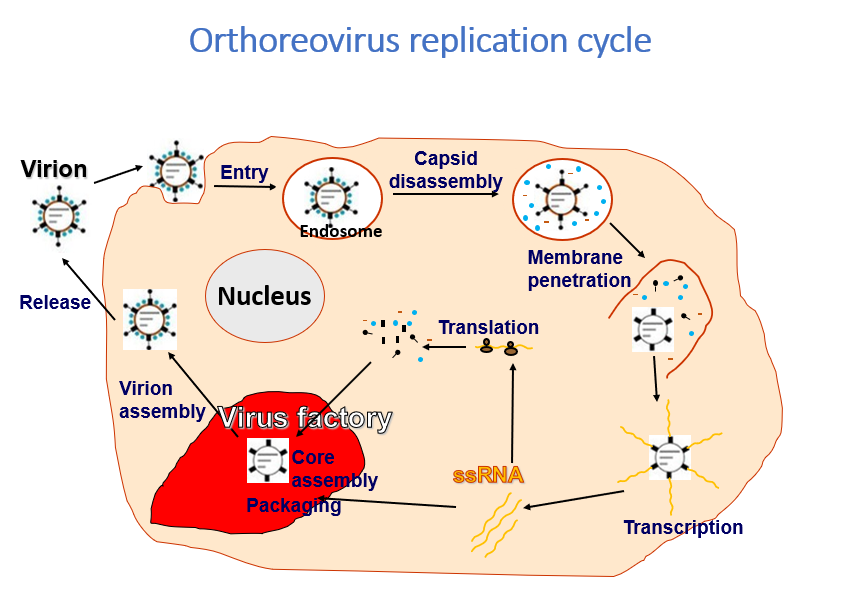 Orthoreovirus replication cycle
Virion
Entry
Capsid
disassembly
Endosome
Membrane
penetration
Nucleus
Release
Translation
Virion
assembly
Virus factory
Core
assembly
Packaging
ssRNA
Transcription